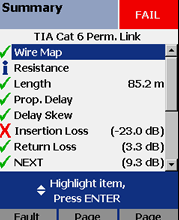 Summary
FAIL
TIA Cat 6 Perm. Link
Wire Map
i Resistance
Length 85.2 m
Prop. Delay
Delay Skew
X Insertion Loss (-23.0 dB)
Return Loss (3.3 dB)
NEXT (9.3 dB)
Highlight item,
Press ENTER
Fault Page Page